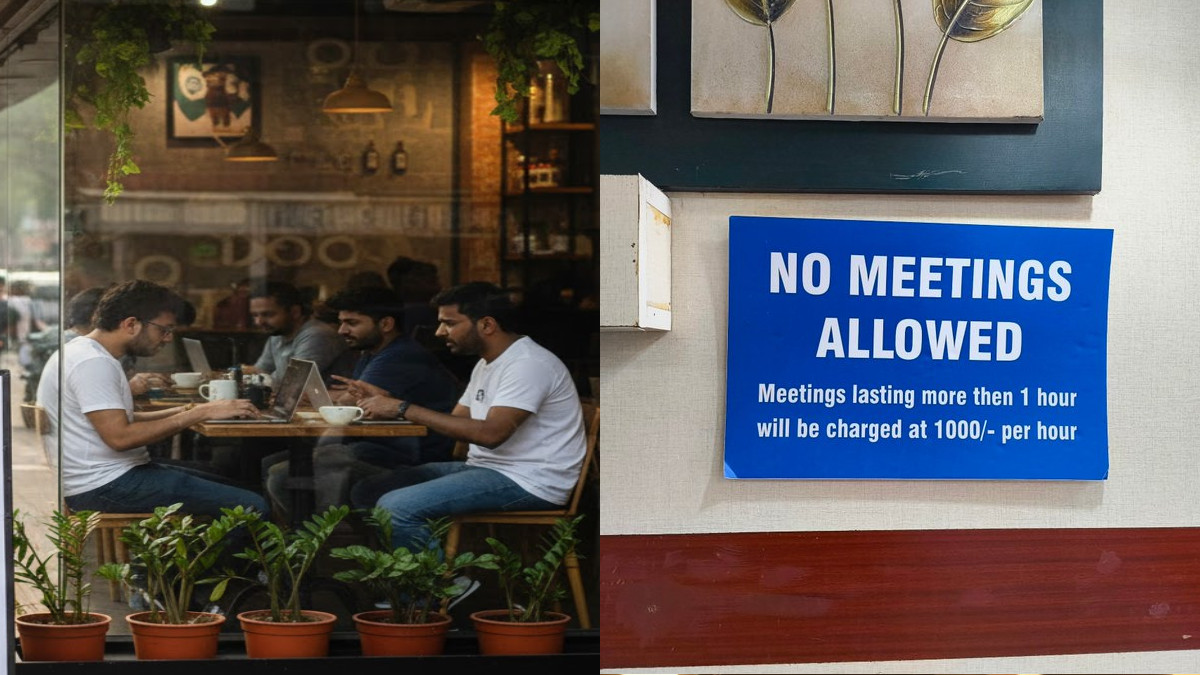 NO MEETINGS
ALLOWED
Meetings lasting more then 1 hour
will be charged at 1000/- per hour